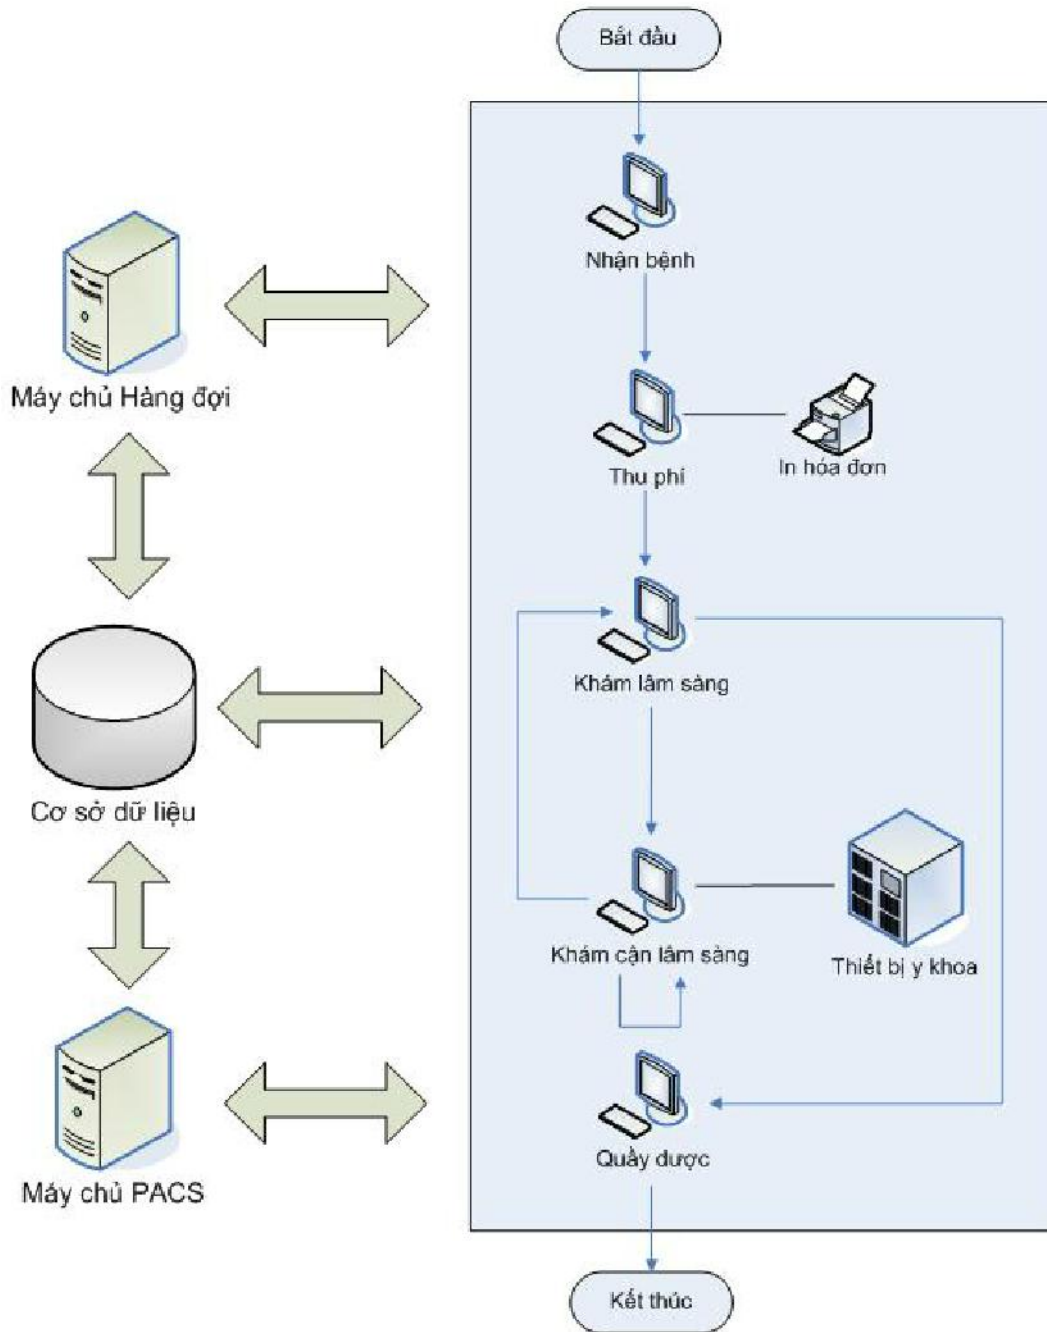 Bắt đầu
Nhận bệnh
Máy chủ Hàng đợi
Thu phí
In hóa đơn
Khám lâm sàng
Cơ sở dữ liệu
Khám cận lâm sàng
Thiết bị y khoa
Quầy dược
Máy chủ PACS
Kết thúc